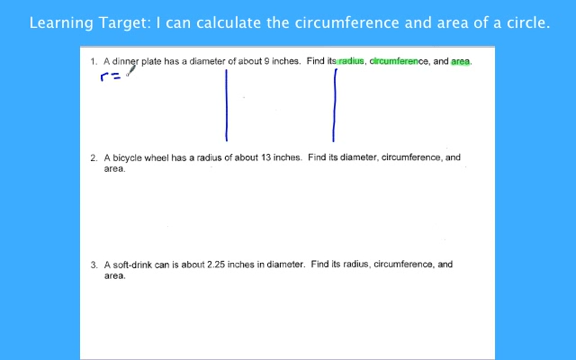 Learning Target: I can calculate the circumference and area of a circle.
1. A dinner plate has a diameter of about 9 inches. Find its radius, circumference, and area.
r=
2. A bicycle wheel has a radius of about 13 inches. Find its diameter, circumference, and
area.
3. A soft-drink can is about 2.25 inches in diameter. Find its radius, circumference, and
area.